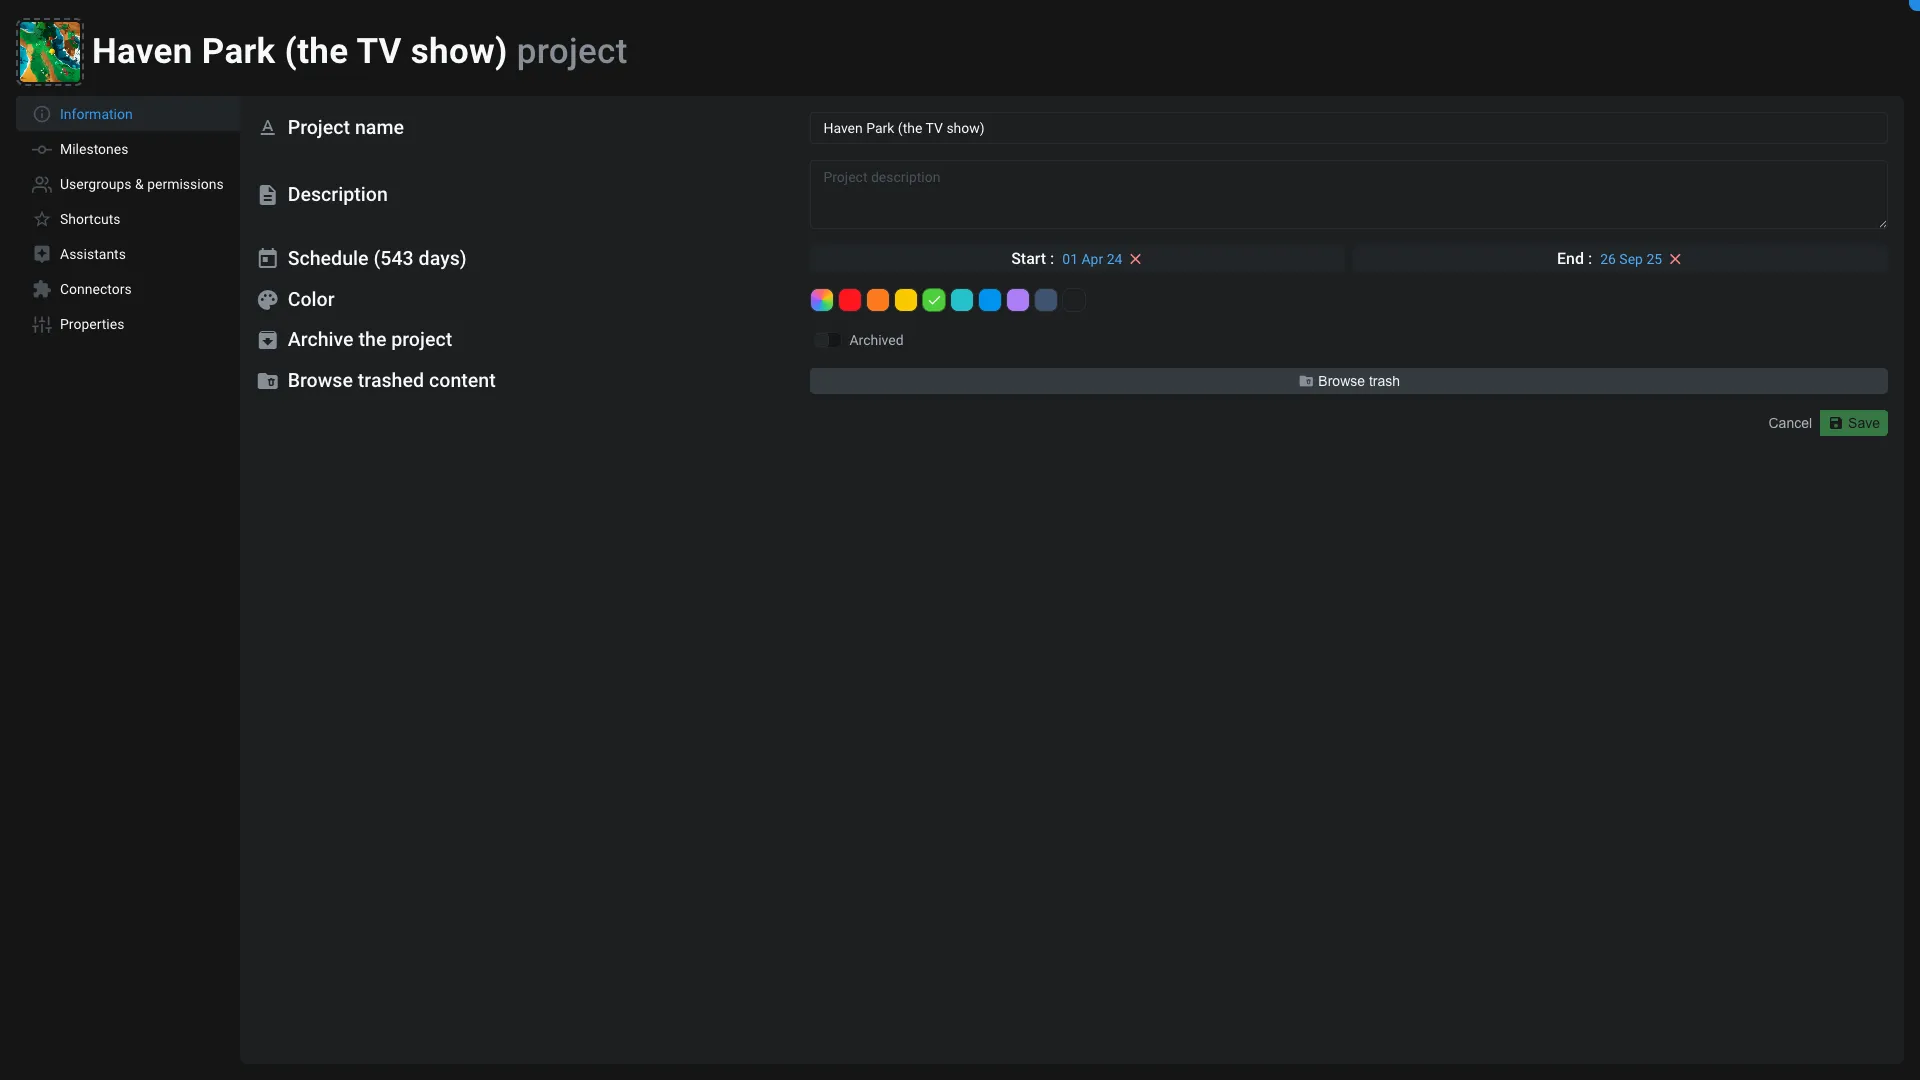 Haven Park (the TV show) project
Information
Milestones
Usergroups & permissions
Shortcuts
Assistants
Connectors
Properties
Project name
Haven Park (the TV show)
Description
Project description
Schedule (543 days)
Start : 01 Apr 24
End : 26 Sep 25
Color
Archive the project
Archived
Browse trashed content
Browse trash
Cancel
Save